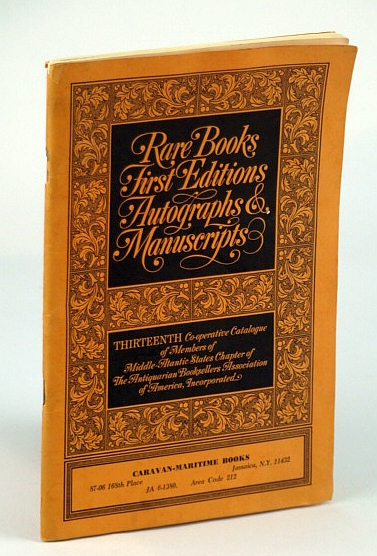 Rare Books
First Editions
Autographs &
Manuscripts
THIRTEENTH Co-operative Catalogue
of Members of
Middle-Atlantic States Chapter of
The Antiquarian Booksellers Association
of America, Incorporated
CARAVAN-MARITIME BOOKS
87-06 168th Place Jamaica, N.Y. 11432
JA 6-1380. Area Code 212